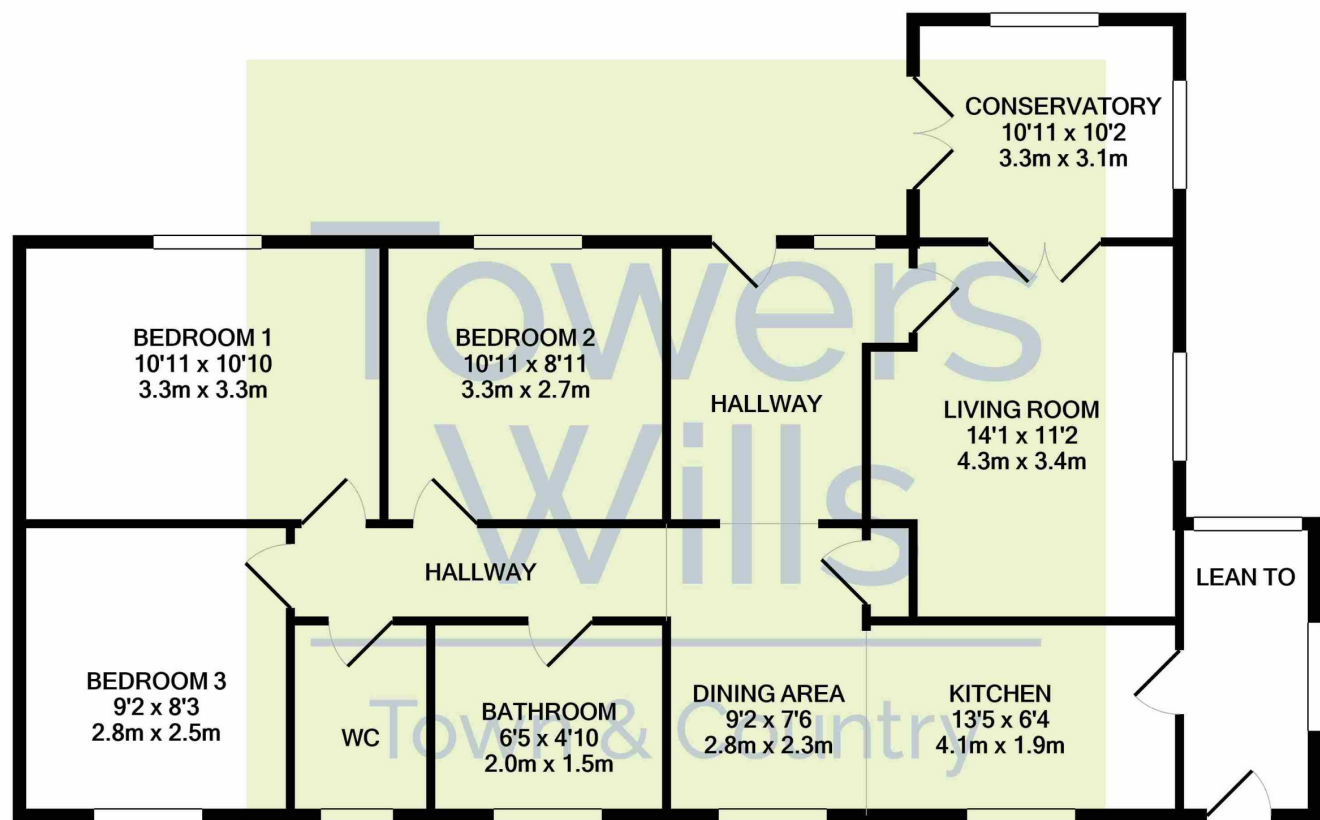 CONSERVATORY
10'11 x 10'2
3.3m x 3.1m
Towers
Wills
Town & Country
BEDROOM 1
10'11 x 10'10
3.3m x 3.3m
BEDROOM 2
10'11 x 8'11
3.3m x 2.7m
HALLWAY
LIVING ROOM
14'1 x 11'2
4.3m x 3.4m
HALLWAY
LEAN TO
BEDROOM 3
9'2 x 8'3
2.8m x 2.5m
WC
BATHROOM
6'5 x 4'10
2.0m x 1.5m
DINING AREA
9'2 x 7'6
2.8m x 2.3m
KITCHEN
13'5 x 6'4
4.1m x 1.9m